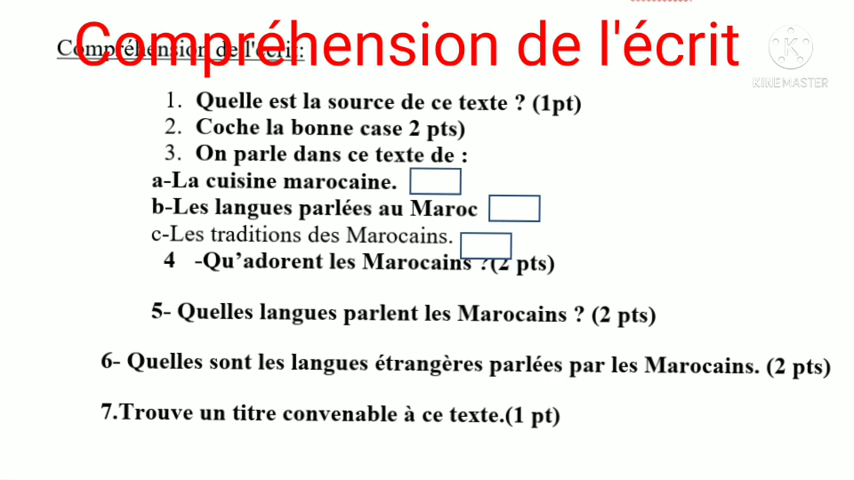 Compréhension de l'écrit
Compréhension de l'écrit:
KINEMASTER
1. Quelle est la source de ce texte ? (1pt)
2. Coche la bonne case 2 pts)
3. On parle dans ce texte de :
a-La cuisine marocaine.
b-Les langues parlées au Maroc
c-Les traditions des Marocains.
4 -Qu’adorent les Marocains ?(2 pts)
5- Quelles langues parlent les Marocains ? (2 pts)
6- Quelles sont les langues étrangères parlées par les Marocains. (2 pts)
7.Trouve un titre convenable à ce texte.(1 pt)